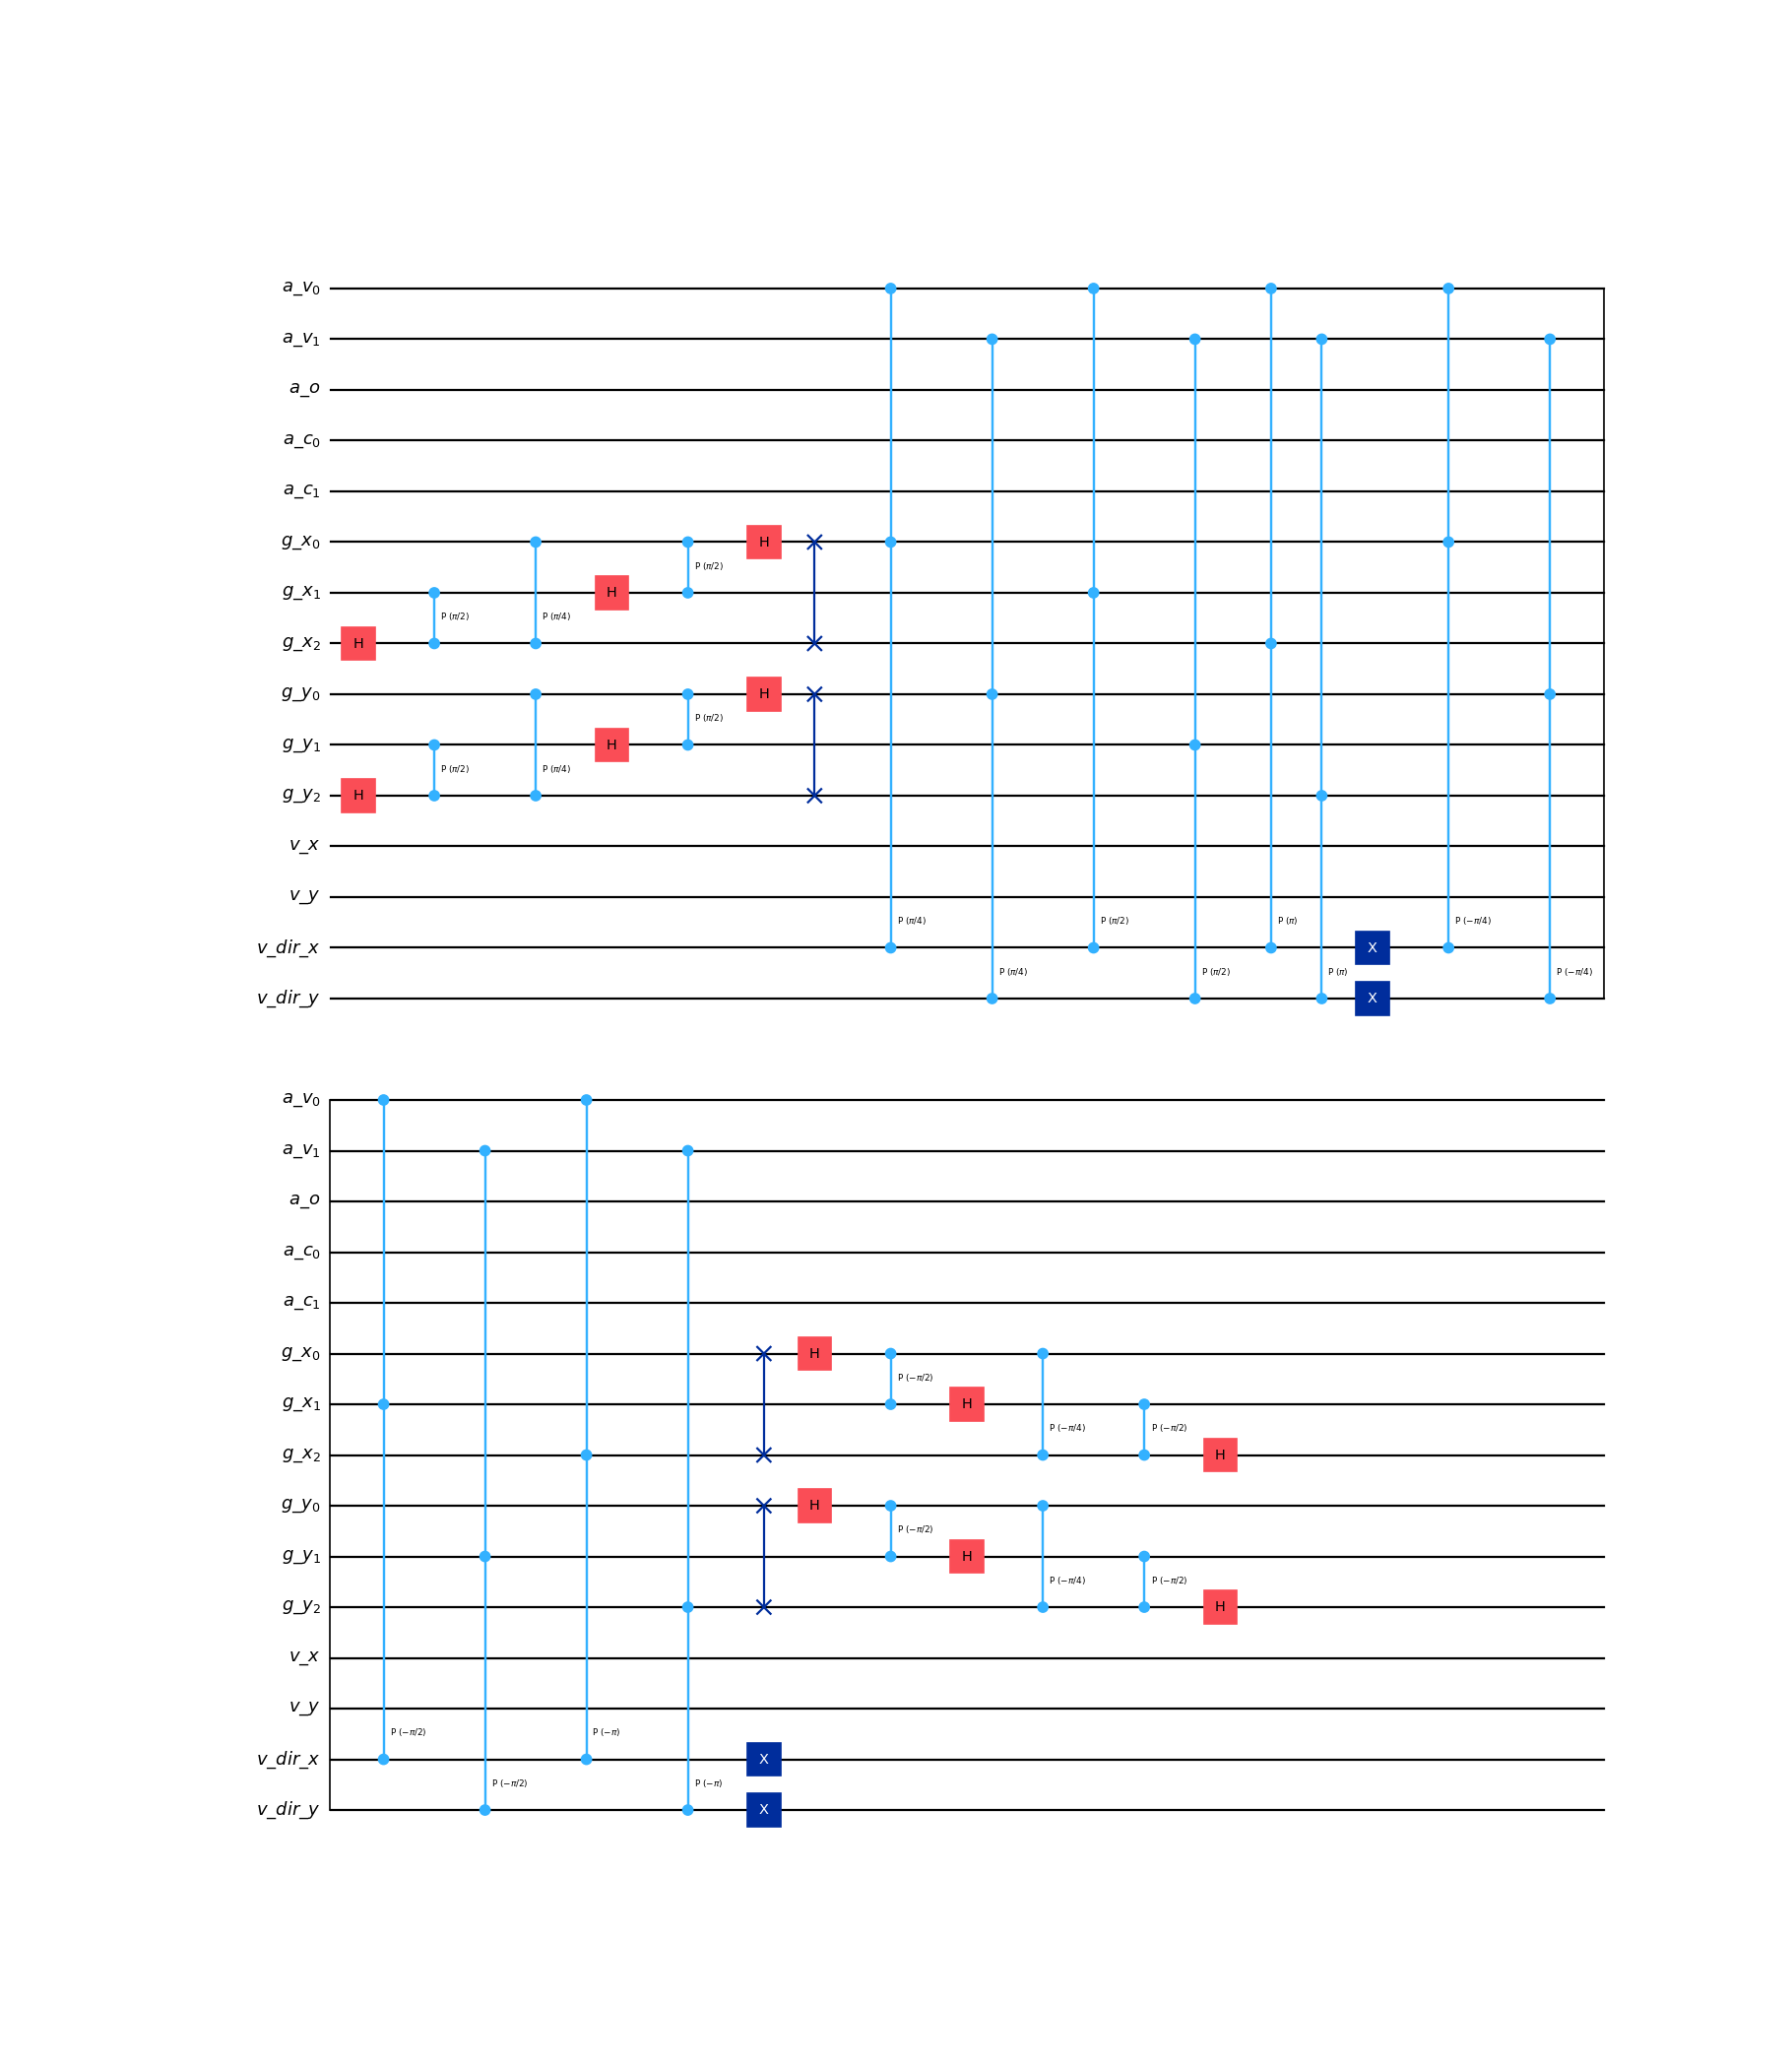 a_v₀
a_v₁
a_o
a_c₀
a_c₁
g_x₀ H
P (π/2)
g_x₁ H
P (π/2) P (π/4)
g_x₂ H
g_y₀ H
P (π/2)
g_y₁ H
P (π/2) P (π/4)
g_y₂ H
v_x
v_y
P (π/4) P (π/2) P (π) P (−π/4)
v_dir_x X
P (π/4) P (π/2) P (π) P (−π/4)
v_dir_y X
a_v₀
a_v₁
a_o
a_c₀
a_c₁
g_x₀ H
P (−π/2)
g_x₁ H
P (−π/4) P (−π/2)
g_x₂ H
g_y₀ H
P (−π/2)
g_y₁ H
P (−π/4) P (−π/2)
g_y₂ H
v_x
v_y
P (−π/2) P (−π)
v_dir_x X
P (−π/2) P (−π)
v_dir_y X